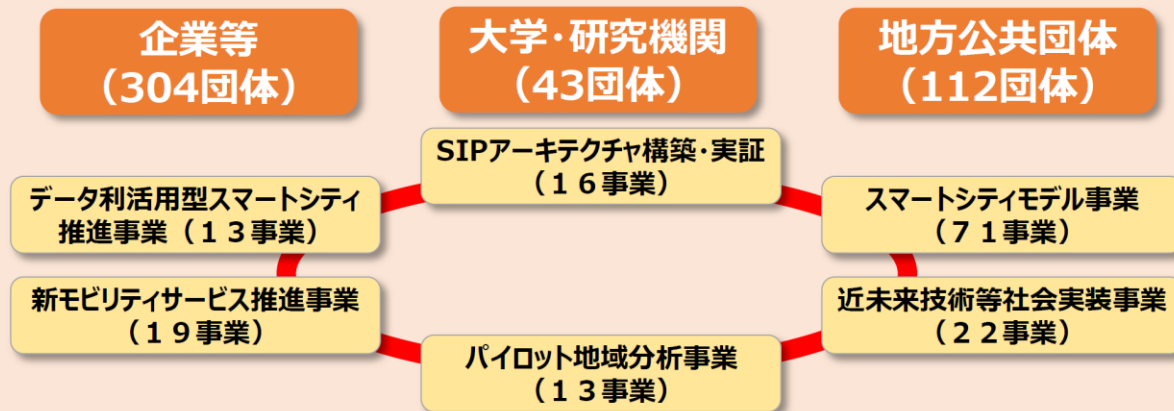 企業等
(304団体)
大学・研究機関
(43団体)
地方公共団体
(112団体)
SIPアーキテクチャ構築・実証
(16事業)
データ利活用型スマートシティ
推進事業(13事業)
スマートシティモデル事業
(71事業)
新モビリティサービス推進事業
(19事業)
近未来技術等社会実装事業
(22事業)
パイロット地域分析事業
(13事業)